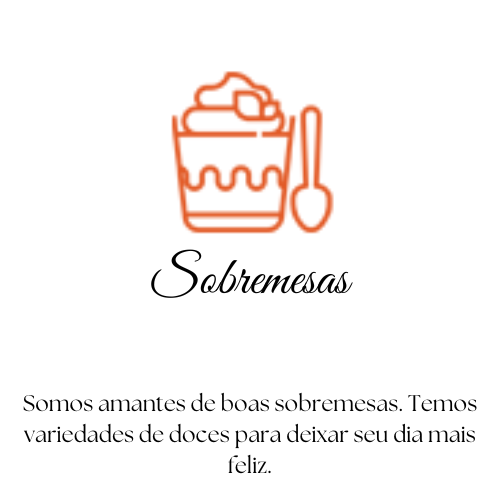 Sobremesas
Somos amantes de boas sobremesas. Temos
variedades de doces para deixar seu dia mais
feliz.